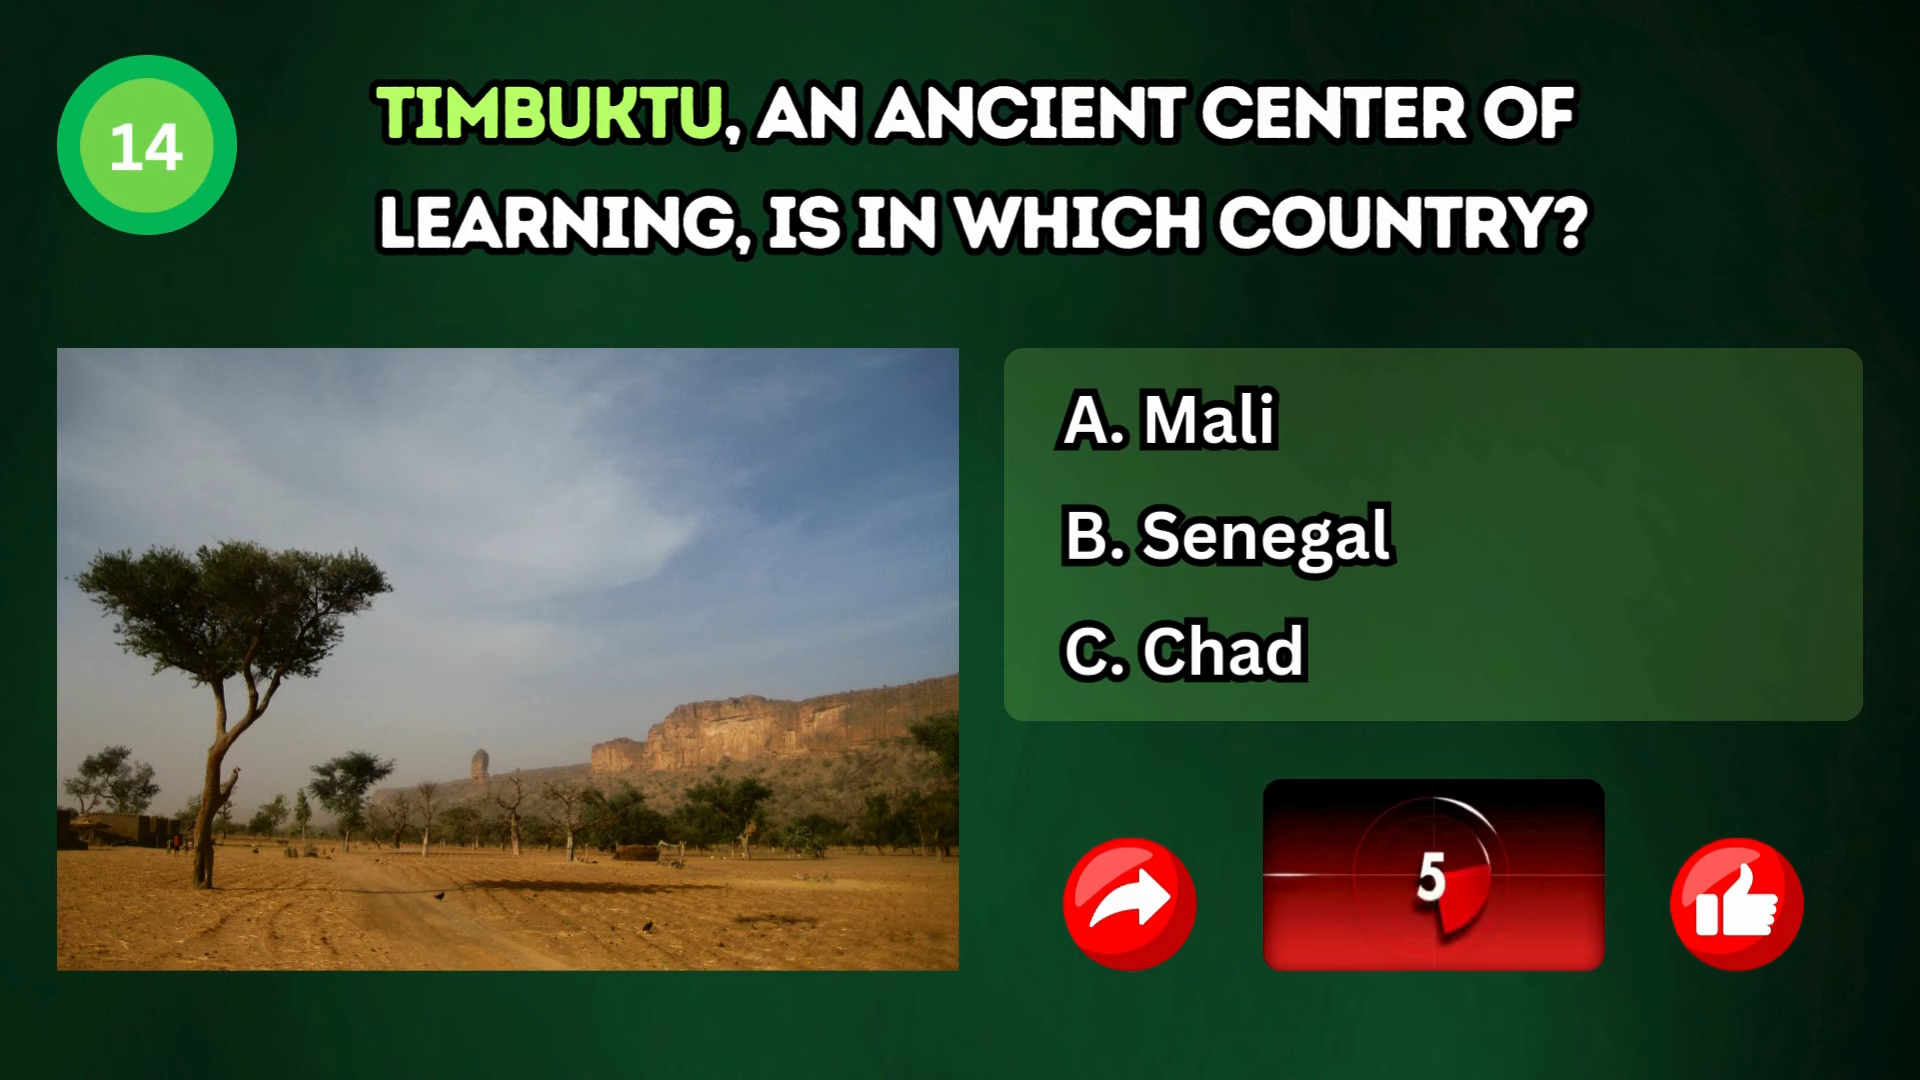 14
TIMBUKTU, AN ANCIENT CENTER OF
LEARNING, IS IN WHICH COUNTRY?
A. Mali
B. Senegal
C. Chad
5